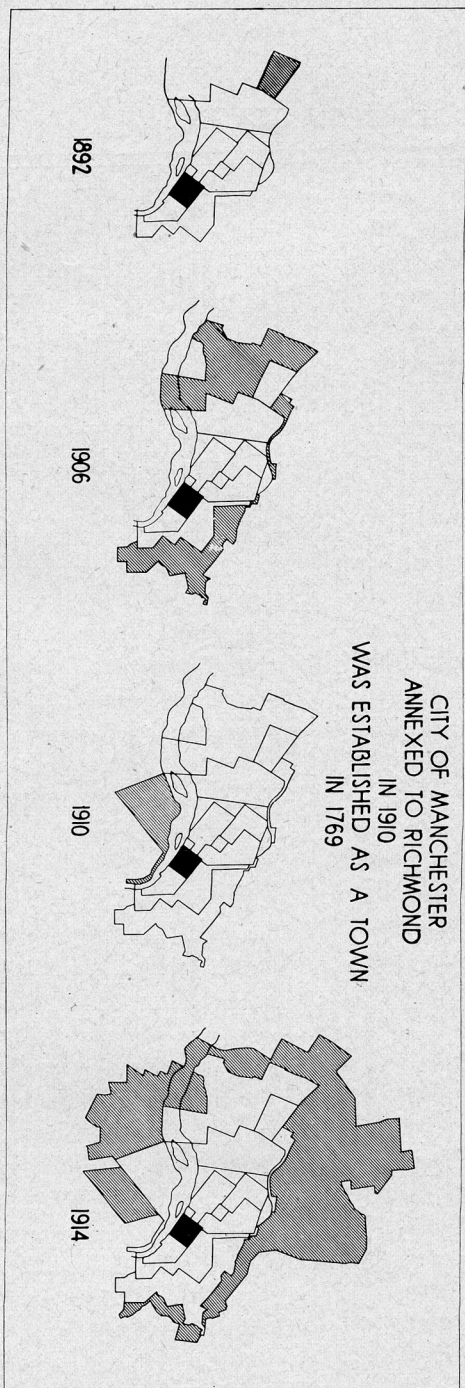 CITY OF MANCHESTER
ANNEXED TO RICHMOND
IN 1910
WAS ESTABLISHED AS A TOWN
IN 1769
1892
1906
1910
1914